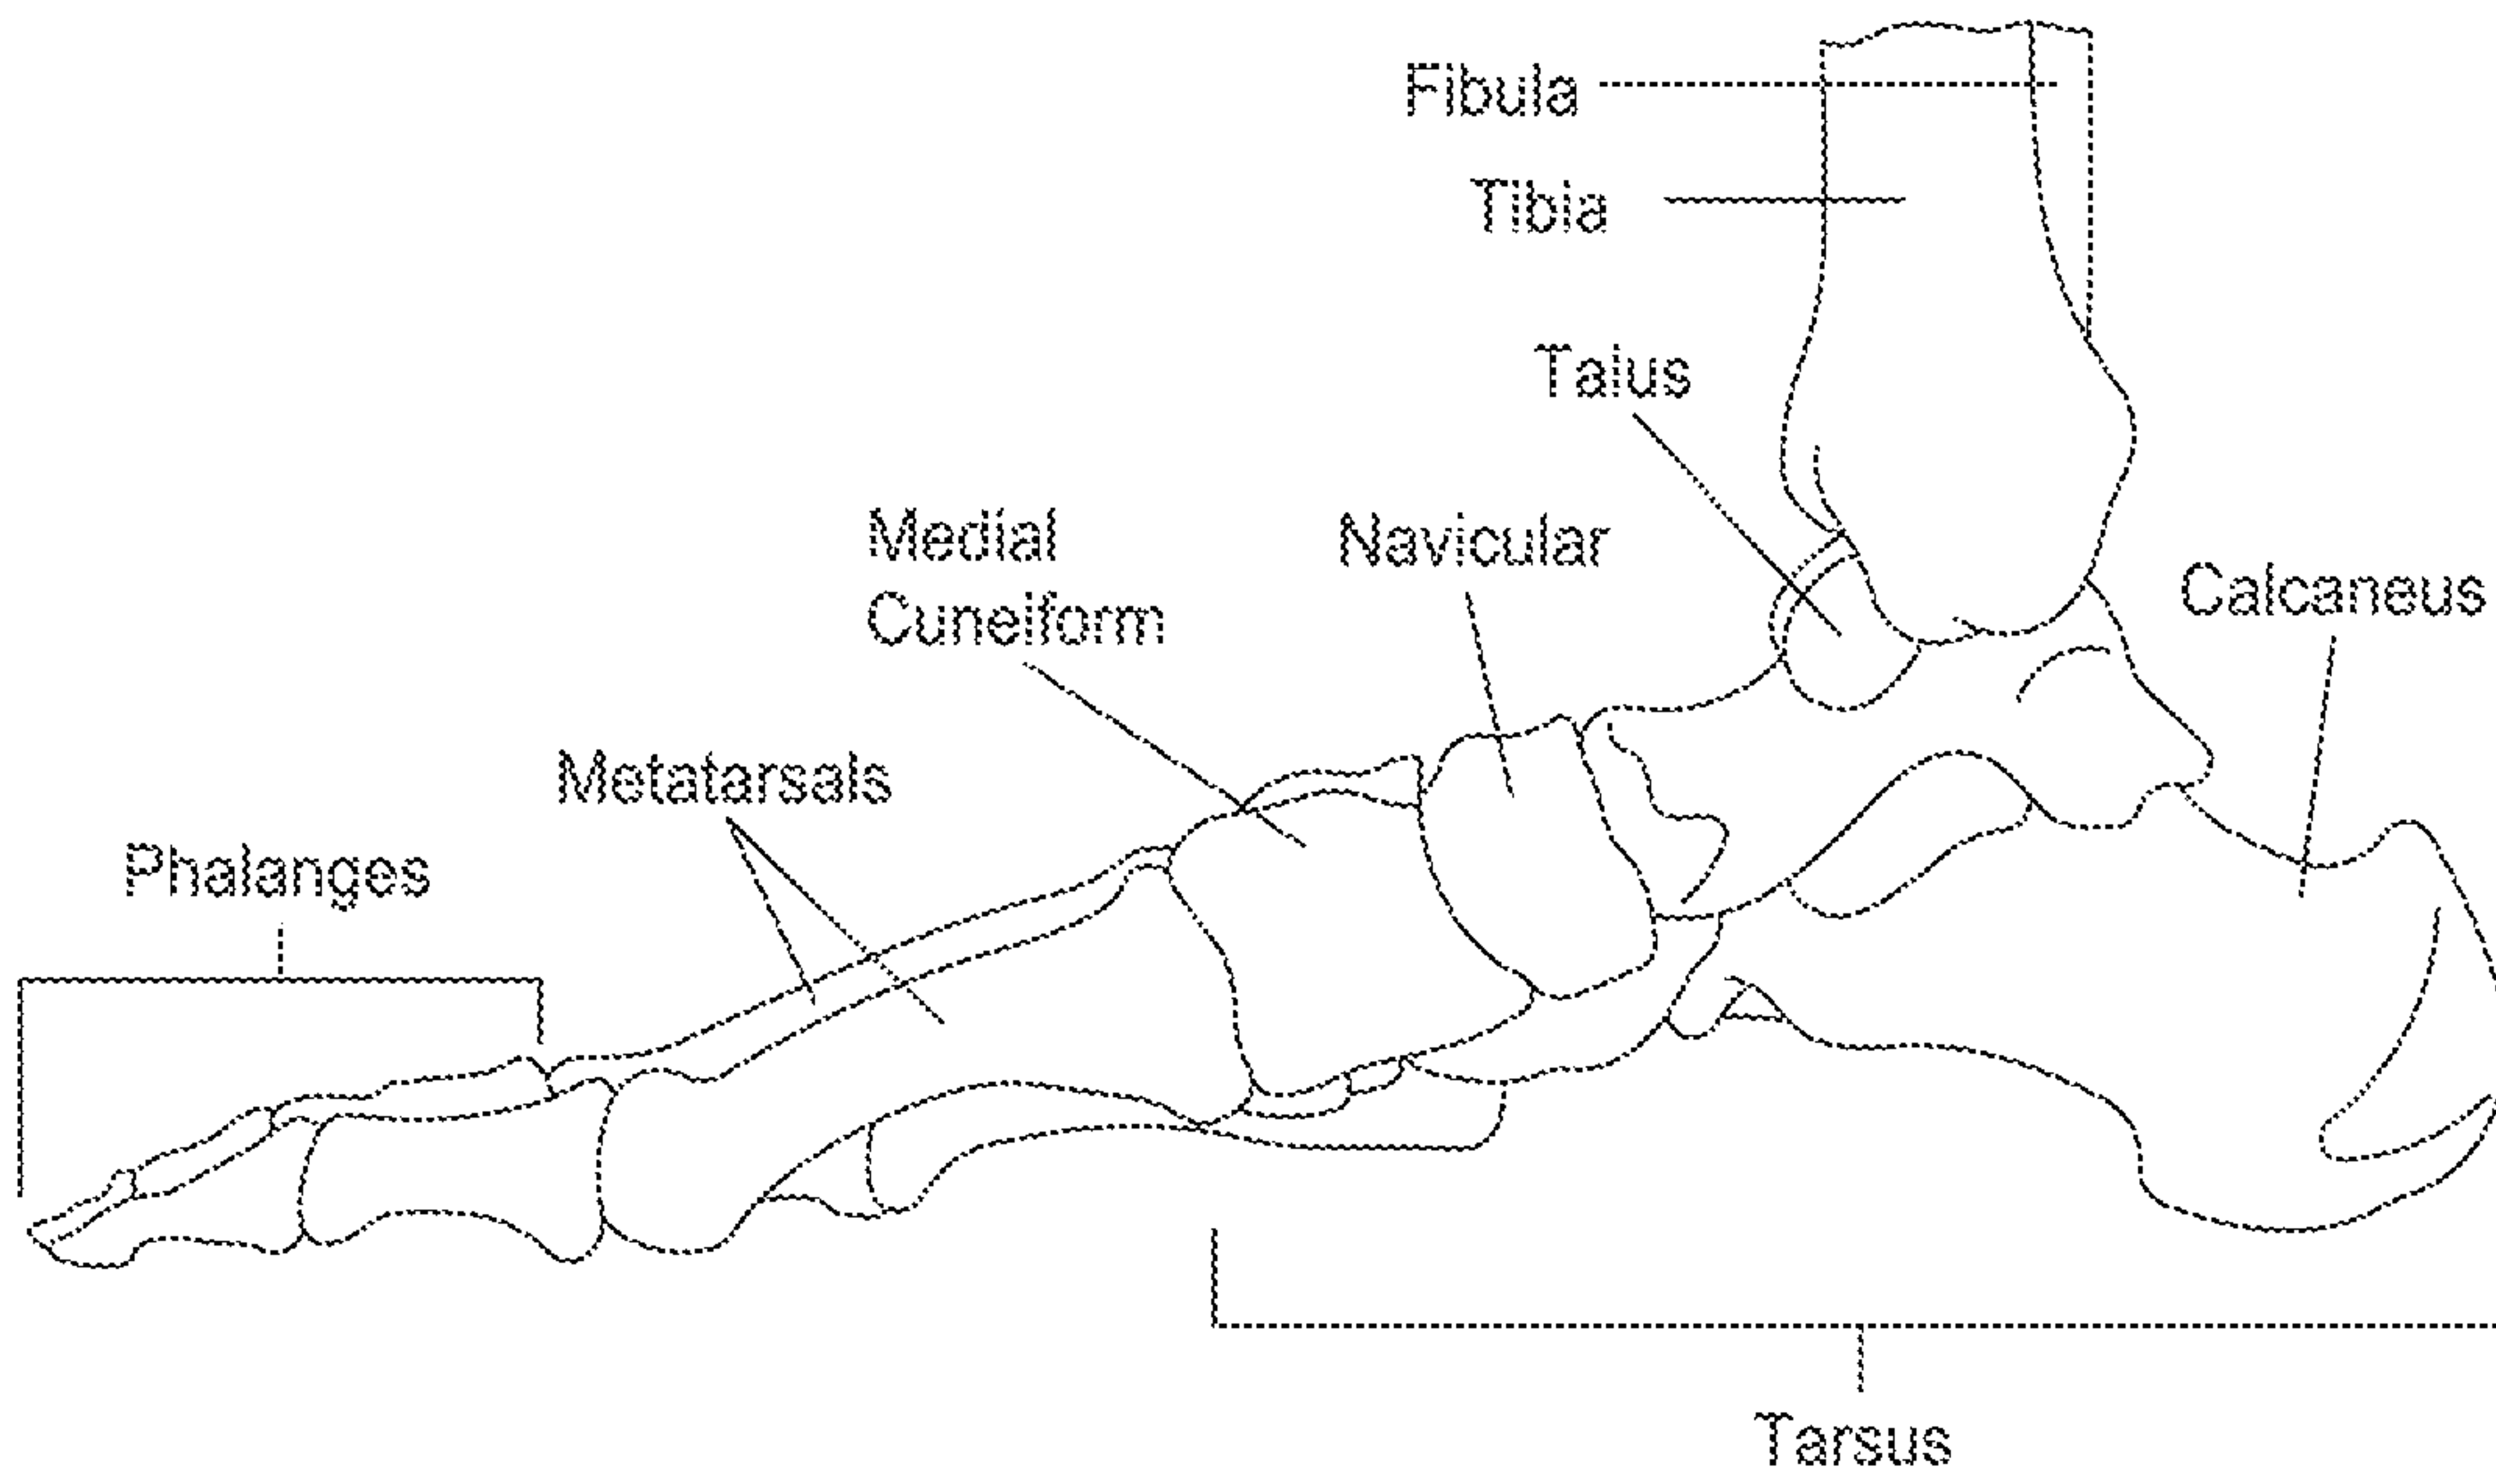 Fibula
Tibia
Talus
Medial
Cuneiform
Navicular
Calcaneus
Metatarsals
Phalanges
Tarsus